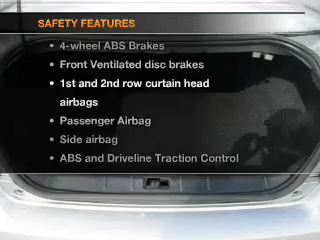 SAFETY FEATURES
• 4-wheel ABS Brakes
• Front Ventilated disc brakes
• 1st and 2nd row curtain head
airbags
• Passenger Airbag
• Side airbag
• ABS and Driveline Traction Control